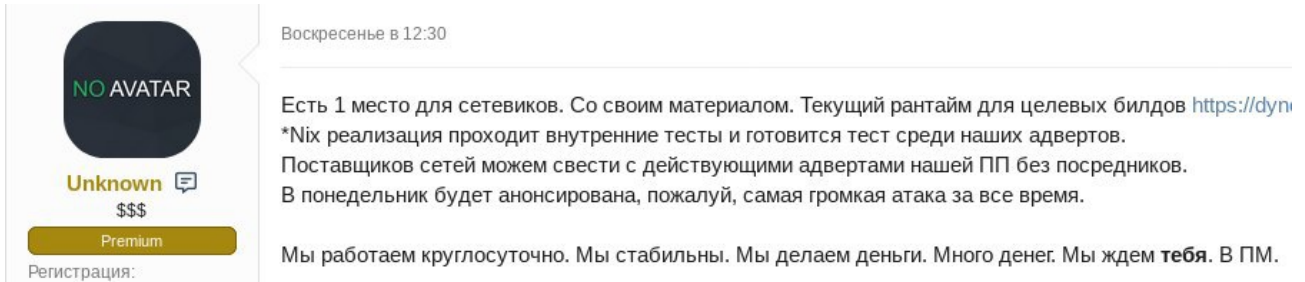 NO AVATAR
Unknown
$$$
Premium
Регистрация:
Воскресенье в 12:30
Есть 1 место для сетевиков. Со своим материалом. Текущий рантайм для целевых билдов https://dyn
*Nix реализация проходит внутренние тесты и готовится тест среди наших адвертов.
Поставщиков сетей можем свести с действующими адвертами нашей ПП без посредников.
В понедельник будет анонсирована, пожалуй, самая громкая атака за все время.
Мы работаем круглосуточно. Мы стабильны. Мы делаем деньги. Много денег. Мы ждем тебя. В ПМ.